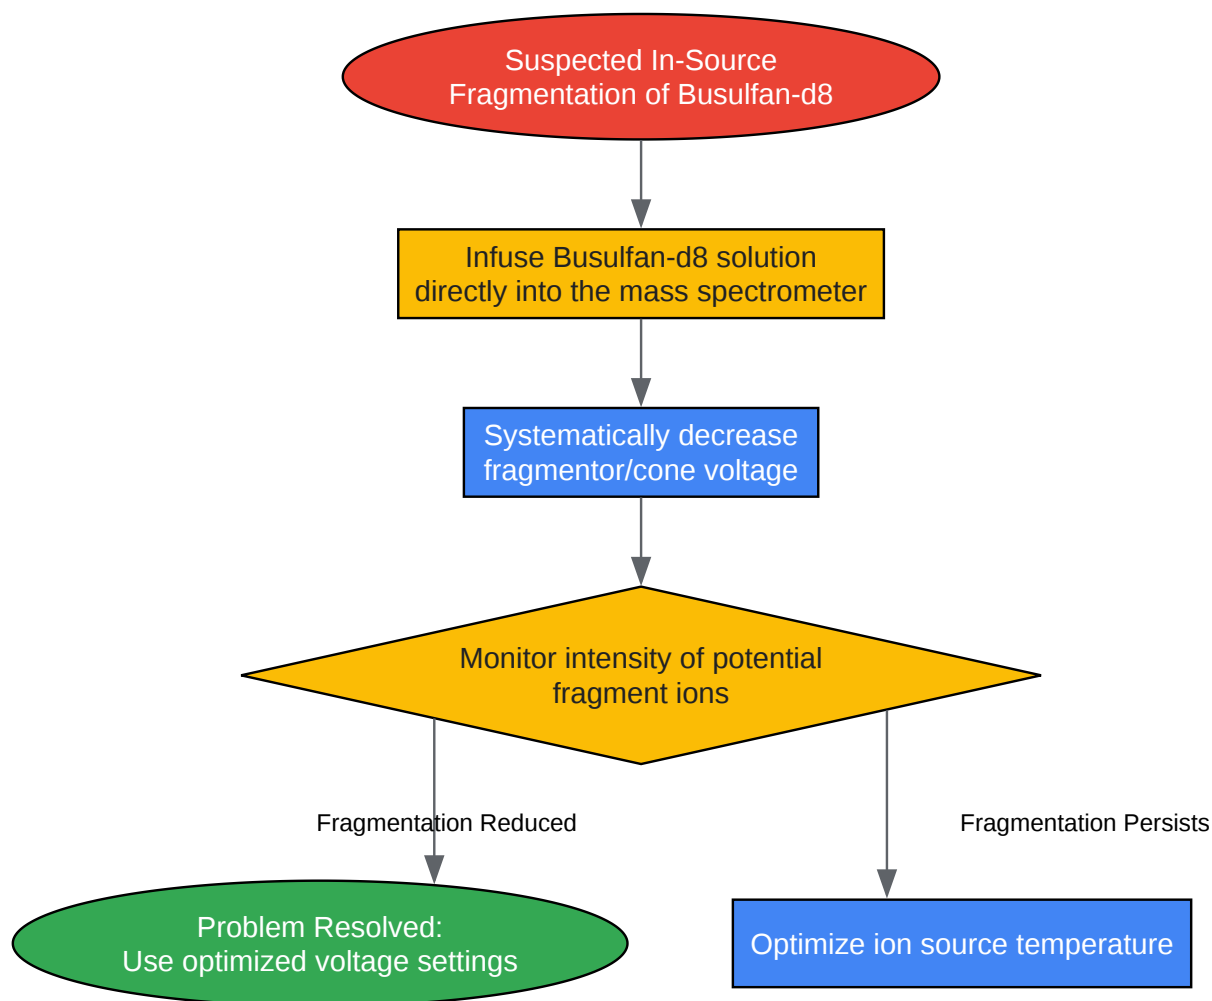 Suspected In-Source
Fragmentation of Busulfan-d8
Infuse Busulfan-d8 solution
directly into the mass spectrometer
Systematically decrease
fragmentor/cone voltage
Monitor intensity of potential
fragment ions
Fragmentation Reduced
Fragmentation Persists
Problem Resolved:
Use optimized voltage settings
Optimize ion source temperature